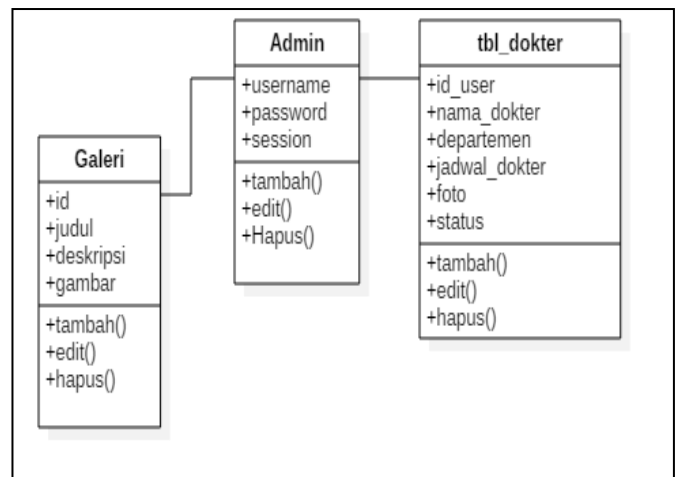 Galeri
+id
+judul
+deskripsi
+gambar
+tambah()
+edit()
+hapus()
Admin
+username
+password
+session
+tambah()
+edit()
+Hapus()
tbl_dokter
+id_user
+nama_dokter
+departemen
+jadwal_dokter
+foto
+status
+tambah()
+edit()
+hapus()